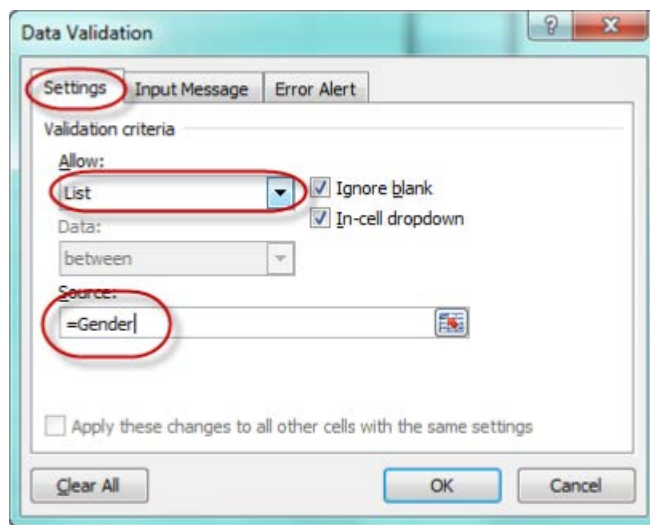 Data Validation
Settings Input Message Error Alert
Validation criteria
Allow:
List
Ignore blank
In-cell dropdown
Data:
between
Source:
=Gender
Apply these changes to all other cells with the same settings
Clear All OK Cancel